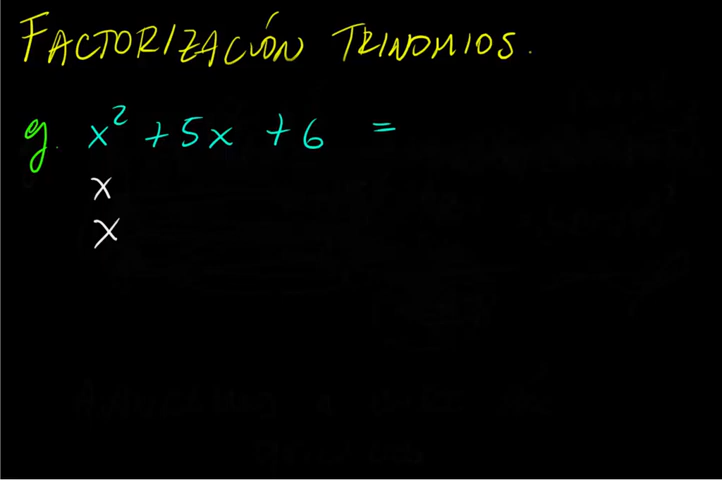 FACTORIZACIÓN TRINOMIOS.
g. x² + 5x + 6 =
x
x